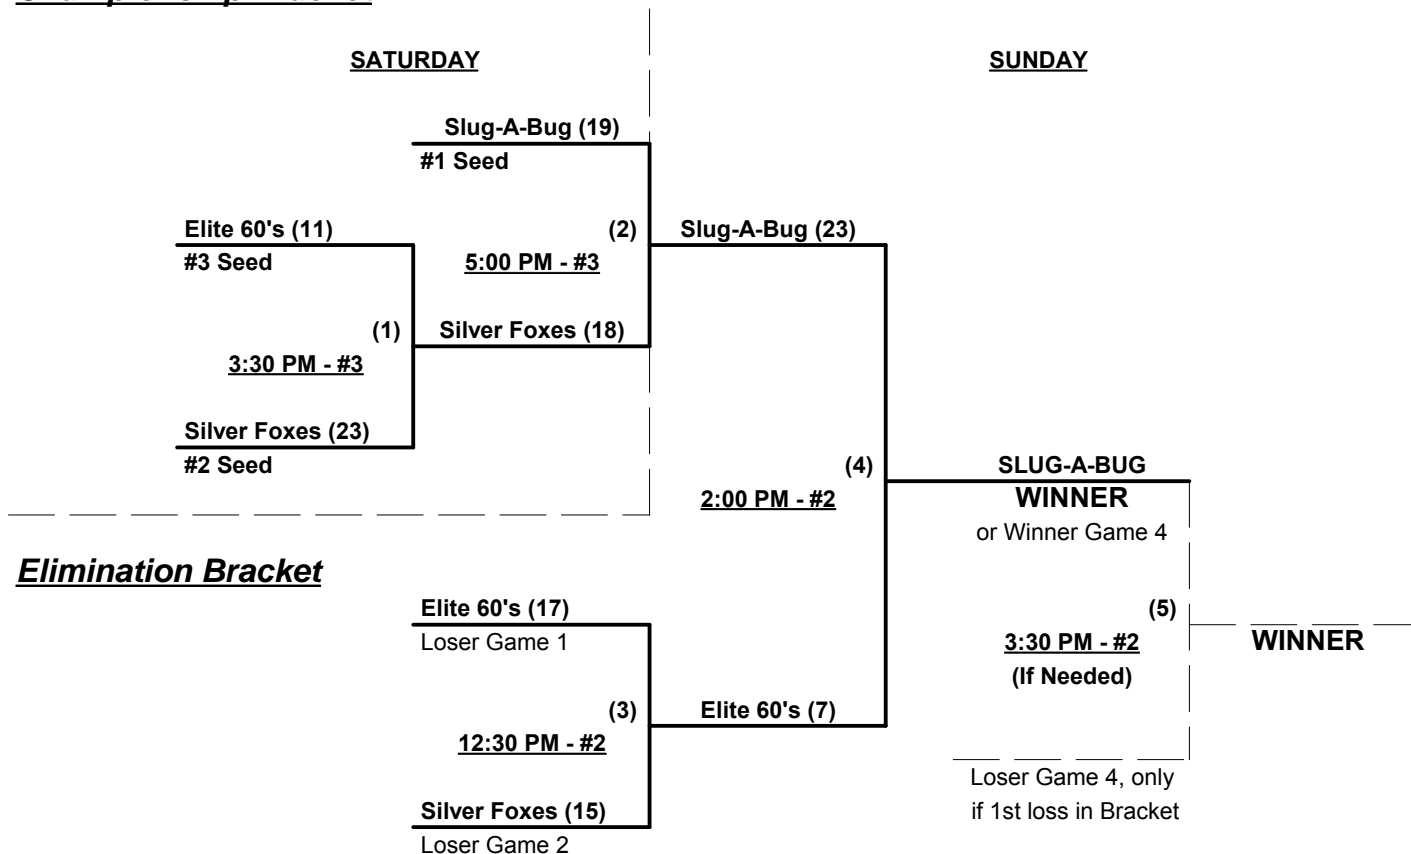 SATURDAY
SUNDAY
Slug-A-Bug (19)
#1 Seed
Elite 60's (11)
#3 Seed
(2)
5:00 PM - #3
Slug-A-Bug (23)
(1)
3:30 PM - #3
Silver Foxes (18)
Silver Foxes (23)
#2 Seed
(4)
2:00 PM - #2
SLUG-A-BUG
WINNER
or Winner Game 4
Elimination Bracket
Elite 60's (17)
Loser Game 1
(5)
3:30 PM - #2
(If Needed)
WINNER
(3)
12:30 PM - #2
Elite 60's (7)
Loser Game 4, only
if 1st loss in Bracket
Silver Foxes (15)
Loser Game 2